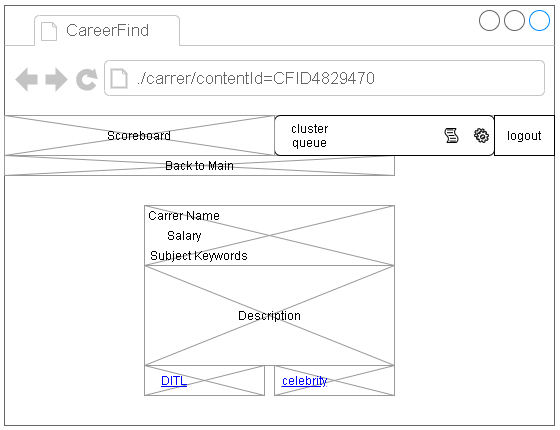 CareerFind
./carrer/contentId=CFID4829470
Scoreboard
cluster
queue
logout
Back to Main
Carrer Name
Salary
Subject Keywords
Description
DITL
celebrity